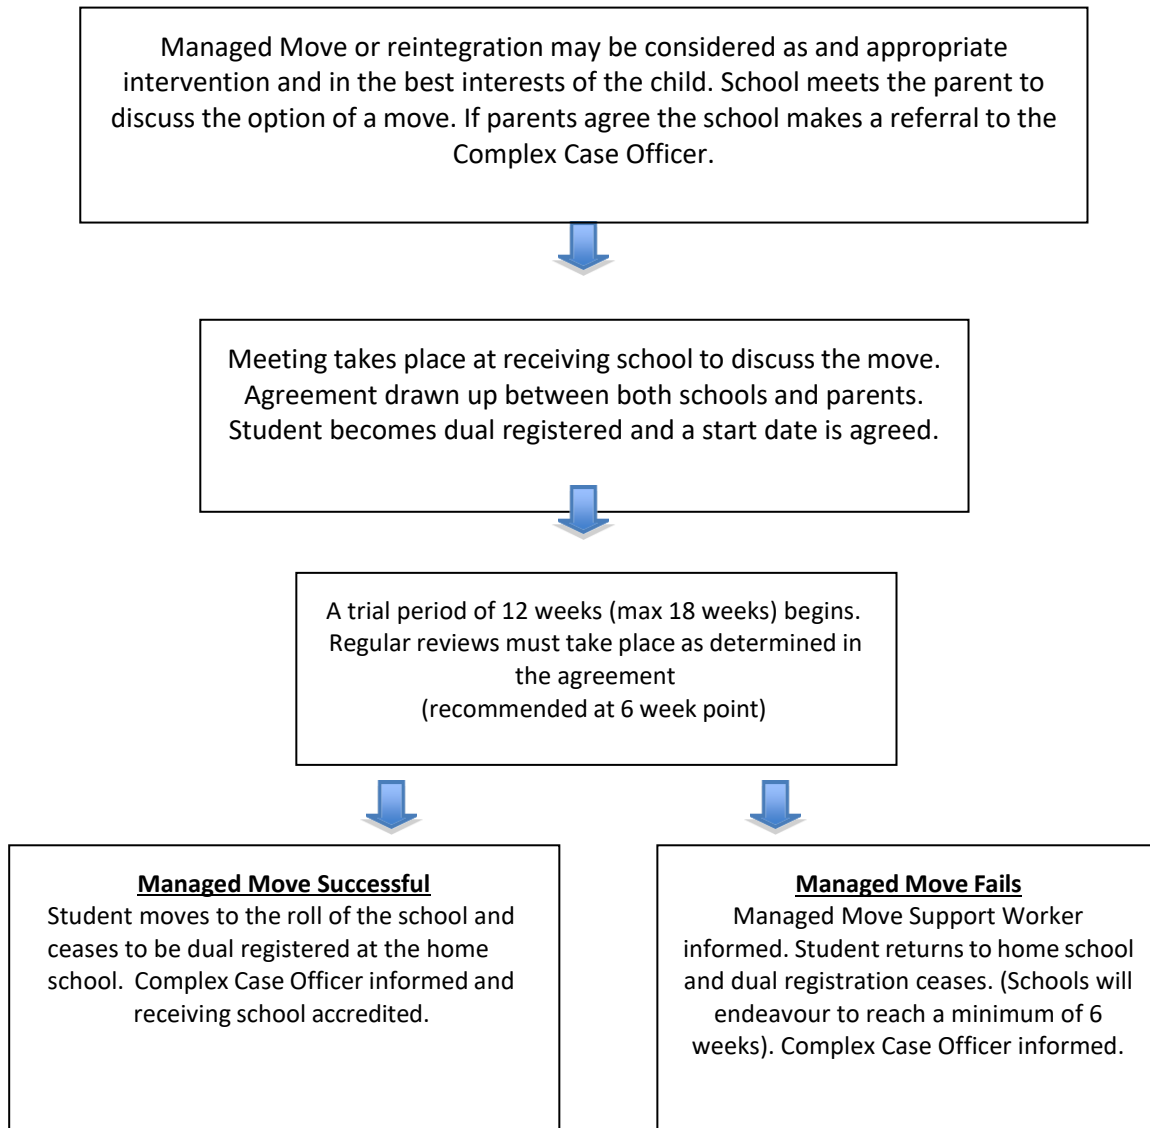 Managed Move or reintegration may be considered as and appropriate
intervention and in the best interests of the child. School meets the parent to
discuss the option of a move. If parents agree the school makes a referral to the
Complex Case Officer.
Meeting takes place at receiving school to discuss the move.
Agreement drawn up between both schools and parents.
Student becomes dual registered and a start date is agreed.
A trial period of 12 weeks (max 18 weeks) begins.
Regular reviews must take place as determined in
the agreement
(recommended at 6 week point)
Managed Move Successful
Student moves to the roll of the school and
ceases to be dual registered at the home
school. Complex Case Officer informed and
receiving school accredited.
Managed Move Fails
Managed Move Support Worker
informed. Student returns to home school
and dual registration ceases. (Schools will
endeavour to reach a minimum of 6
weeks). Complex Case Officer informed.